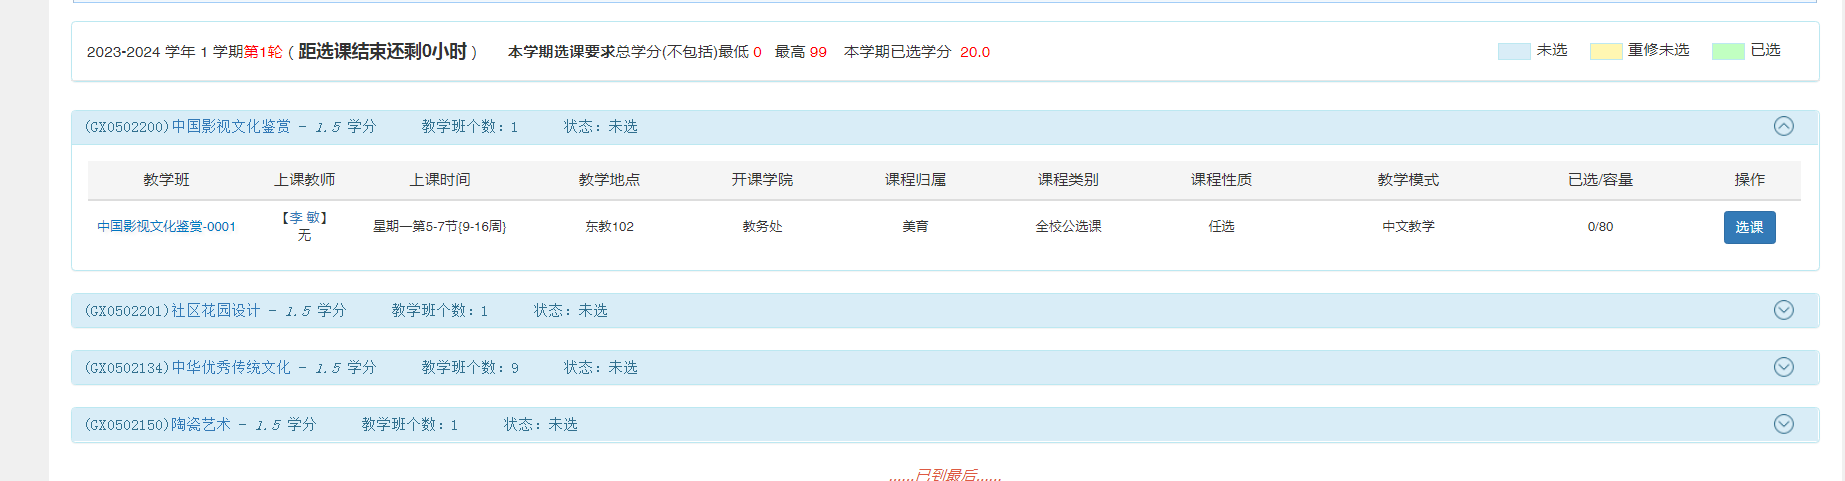 2023-2024 学年 1 学期第1轮 ( 距选课结束还剩0小时 ) 本学期选课要求总学分(不包括)最低 0 最高 99 本学期已选学分 20.0 未选 重修未选 已选
(GX0502200)中国影视文化鉴赏 - 1.5 学分 教学班个数：1 状态：未选
教学班 上课教师 上课时间 教学地点 开课学院 课程归属 课程类别 课程性质 教学模式 已选/容量 操作
中国影视文化鉴赏-0001 【李 敏】 星期一第5-7节{9-16周} 东教102 教务处 美育 全校公选课 任选 中文教学 0/80 选课
无
(GX0502201)社区花园设计 - 1.5 学分 教学班个数：1 状态：未选
(GX0502134)中华优秀传统文化 - 1.5 学分 教学班个数：9 状态：未选
(GX0502150)陶瓷艺术 - 1.5 学分 教学班个数：1 状态：未选
......已到最后......